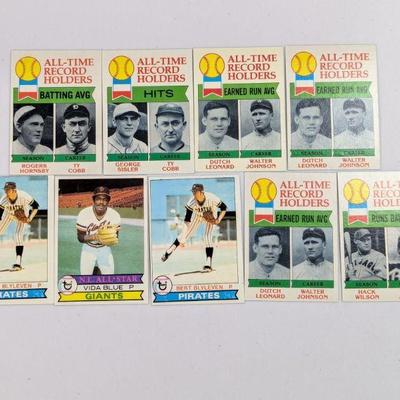 ALL-TIME
RECORD
HOLDERS
BATTING AVG
SEASON CAREER
ROGERS HORNSBY
TY COBB
ALL-TIME
RECORD
HOLDERS
HITS
SEASON CAREER
GEORGE SISLER
TY COBB
ALL-TIME
RECORD
HOLDERS
EARNED RUN AVG
SEASON CAREER
DUTCH LEONARD
WALTER JOHNSON
ALL-TIME
RECORD
HOLDERS
EARNED RUN AVG
SEASON CAREER
DUTCH LEONARD
WALTER JOHNSON
BLYLEVEN P
ATES
N.L. ALL-STAR
VIDA BLUE P
GIANTS
BERT BLYLEVEN P
PIRATES
ALL-TIME
RECORD
HOLDERS
EARNED RUN AVG
SEASON CAREER
DUTCH LEONARD
WALTER JOHNSON
ALL-TIME
RECORD
HOLDERS
RUNS BA
SEASON
HACK WILSON